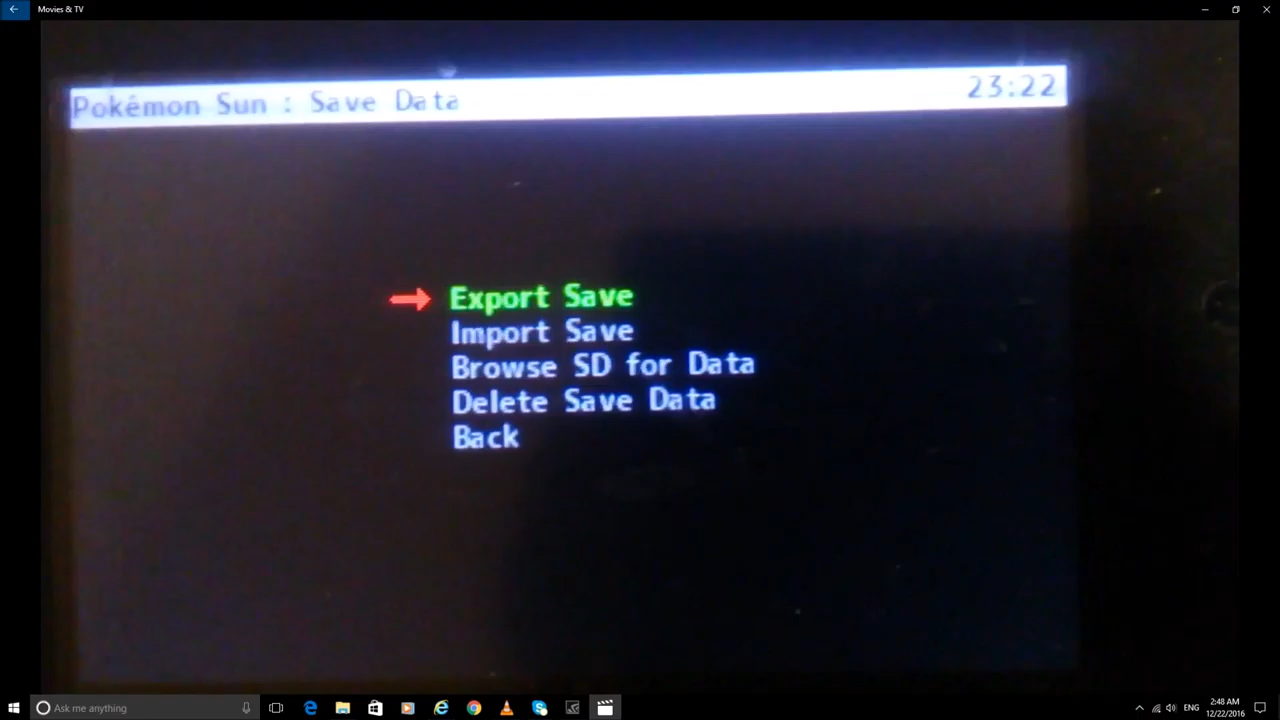 Movies & TV
Pokémon Sun : Save Data
23:22
Export Save
Import Save
Browse SD for Data
Delete Save Data
Back
Ask me anything
ENG
2:48 AM
12/22/2016